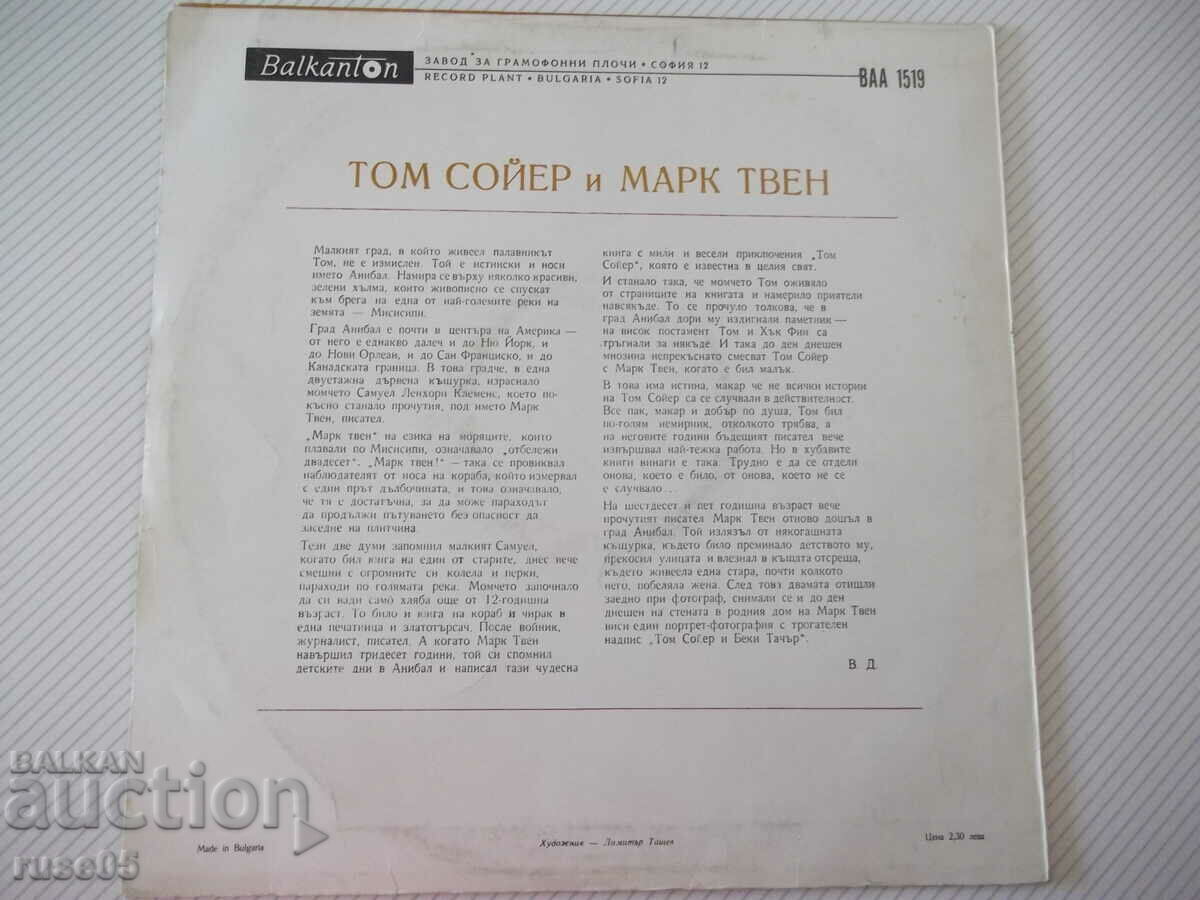 Balkanton
ЗАВОД ЗА ГРАМОФОННИ ПЛОЧИ • СОФИЯ 12
RECORD PLANT • BULGARIA • SOFIA 12
ВАА 1519
ТОМ СОЙЕР и МАРК ТВЕН
Малкият град, в който живеел палавникът
Том, не е измислен. Той е истински и носи
името Анибал. Намира се върху няколко красиви,
зелени хълма, които живописно се спускат
към брега на една от най-големите реки на
земята — Мисисипи.
Град Анибал е почти в центъра на Америка —
от него е еднакво далеч и до Ню Йорк, и
до Нови Орлеан, и до Сан Франциско, и до
Канадската граница. В това градче, в една
двуетажна дървена къщурка, израснало
момчето Самуел Ленхорн Клеменс, което по-
късно станало прочутия, под името Марк
Твен, писател.
„Марк твен“ на езика на моряците, които
плавали по Мисисипи, означавало „отбележи
двадесет“. „Марк твен!“ — така се провиквал
наблюдателят от носа на кораба, който измервал
с един прът дълбочината, и това означавало,
че тя е достатъчна, за да може параходът
да продължи пътуването без опасност да
заседне на плитчина.
Тези две думи запомнил малкият Самуел,
когато бил юнга на един от старите, днес вече
смешни с огромните си колела и перки,
параходи по голямата река. Момчето започнало
да си вади само хляба още от 12-годишна
възраст. То било и юнга на кораб и чирак в
една печатница и златотърсач. После войник,
журналист, писател. А когато Марк Твен
навършил тридесет години, той си спомнил
детските дни в Анибал и написал тази чудесна
книга с мили и весели приключения „Том
Сойер“, която е известна в целия свят.
И станало така, че момчето Том оживяло
от страниците на книгата и намерило приятели
навсякъде. То се прочуло толкова, че в
град Анибал дори му издигнали паметник —
на висок постамент Том и Хък Фин са
тръгнали за някъде. И така до ден днешен
мнозина непрекъснато смесват Том Сойер
с Марк Твен, когато е бил малък.
В това има истина, макар че не всички истории
на Том Сойер са се случвали в действителност.
Все пак, макар и добър по душа, Том бил
по-голям немирник, отколкото трябва, а
на неговите години бъдещият писател вече
извършвал най-тежка работа. Но в хубавите
книги винаги е така. Трудно е да се отдели
онова, което е било, от онова, което не се
е случвало...
На шестдесет и пет годишна възраст вече
прочутият писател Марк Твен отново дошъл в
град Анибал. Той излязъл от някогашната
къщурка, където било преминало детството му,
прекосил улицата и влезнал в къщата отсреща,
където живеела една стара, почти колкото
него, побеляла жена. След това двамата отишли
заедно при фотограф, снимали се и до ден
днешен на стената в родния дом на Марк Твен
виси един портрет-фотография с трогателен
надпис „Том Сойер и Беки Тачър“.
В. Д.
Made in Bulgaria
Художник — Димитър Ташев
Цена 2,30 лева
BALKAN
auction
ruse05